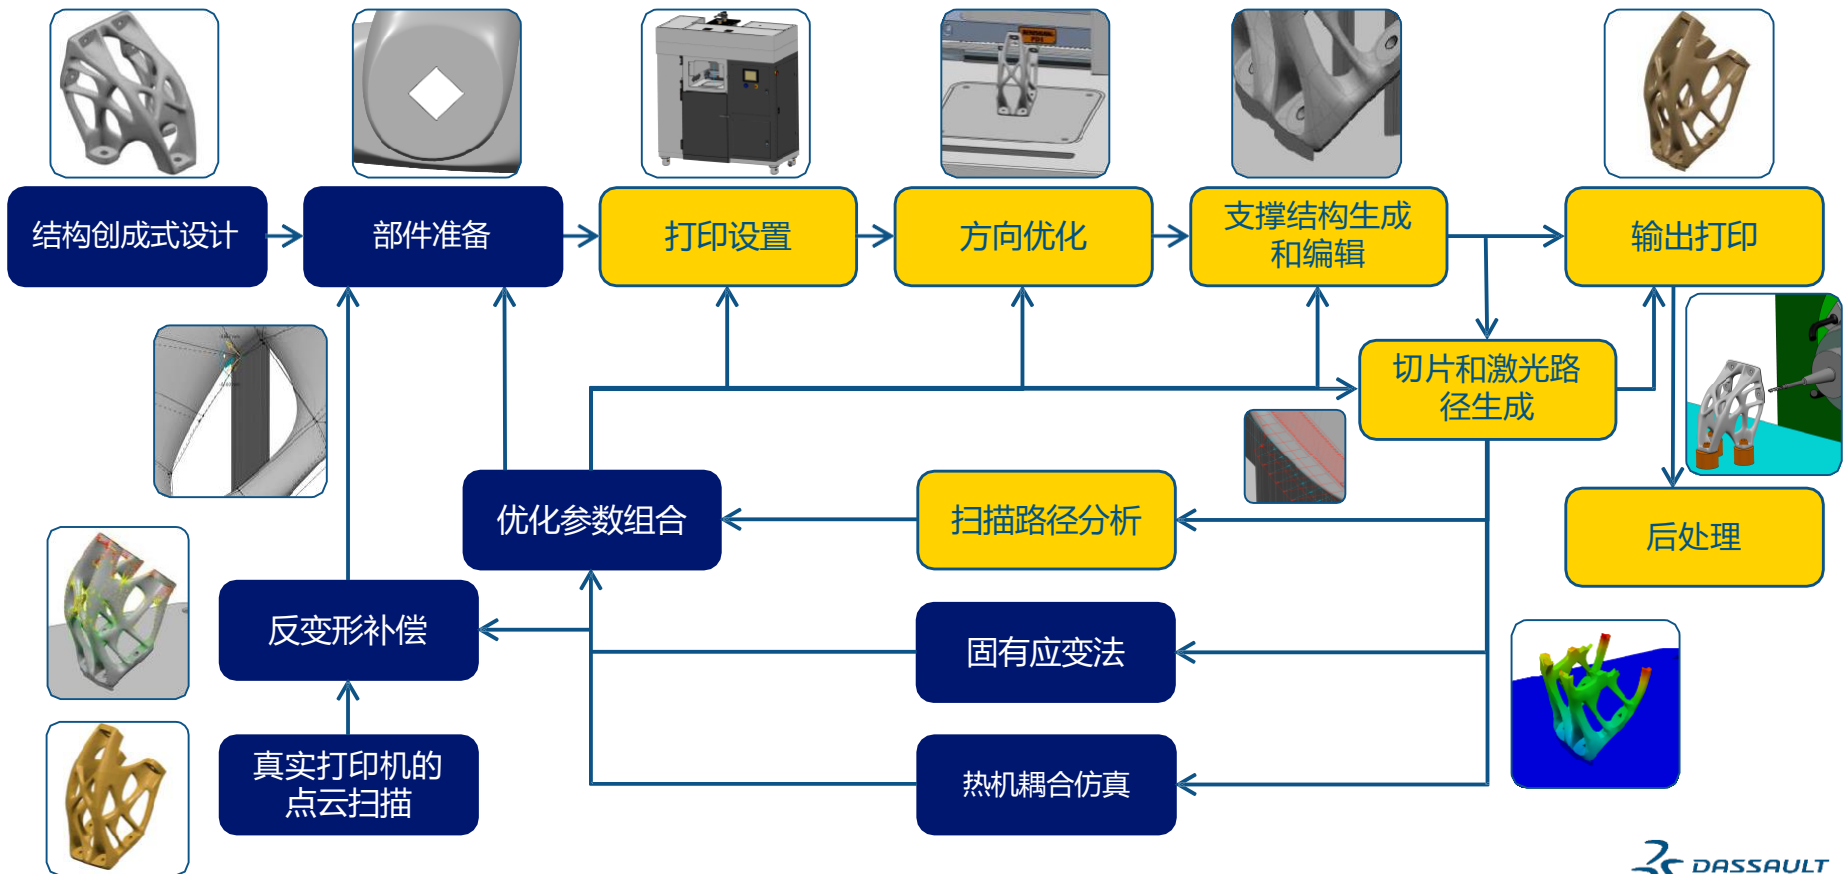 结构创成式设计
部件准备
打印设置
方向优化
支撑结构生成
和编辑
输出打印
切片和激光路
径生成
优化参数组合
扫描路径分析
后处理
反变形补偿
固有应变法
真实打印机的
点云扫描
热机耦合仿真
DASSAULT